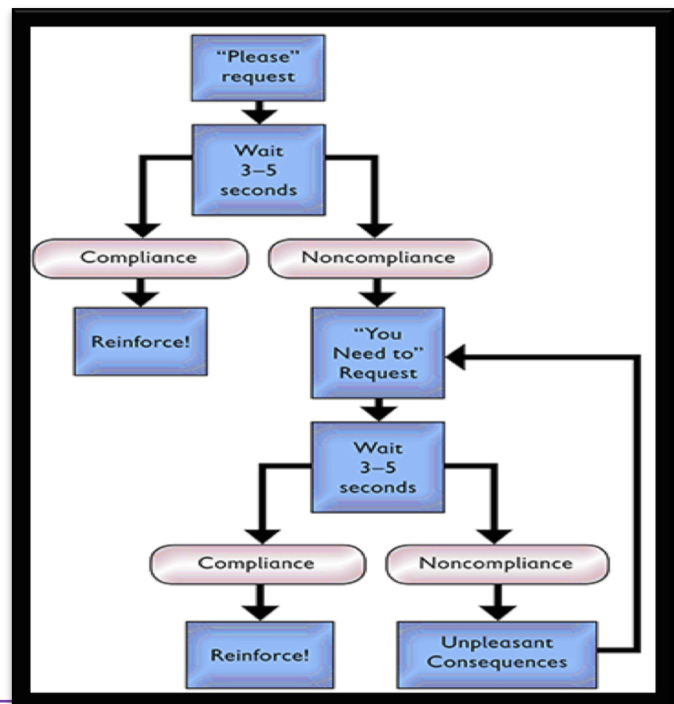 “Please”
request
Wait
3–5
seconds
Compliance
Noncompliance
Reinforce!
“You
Need to”
Request
Wait
3–5
seconds
Compliance
Noncompliance
Reinforce!
Unpleasant
Consequences